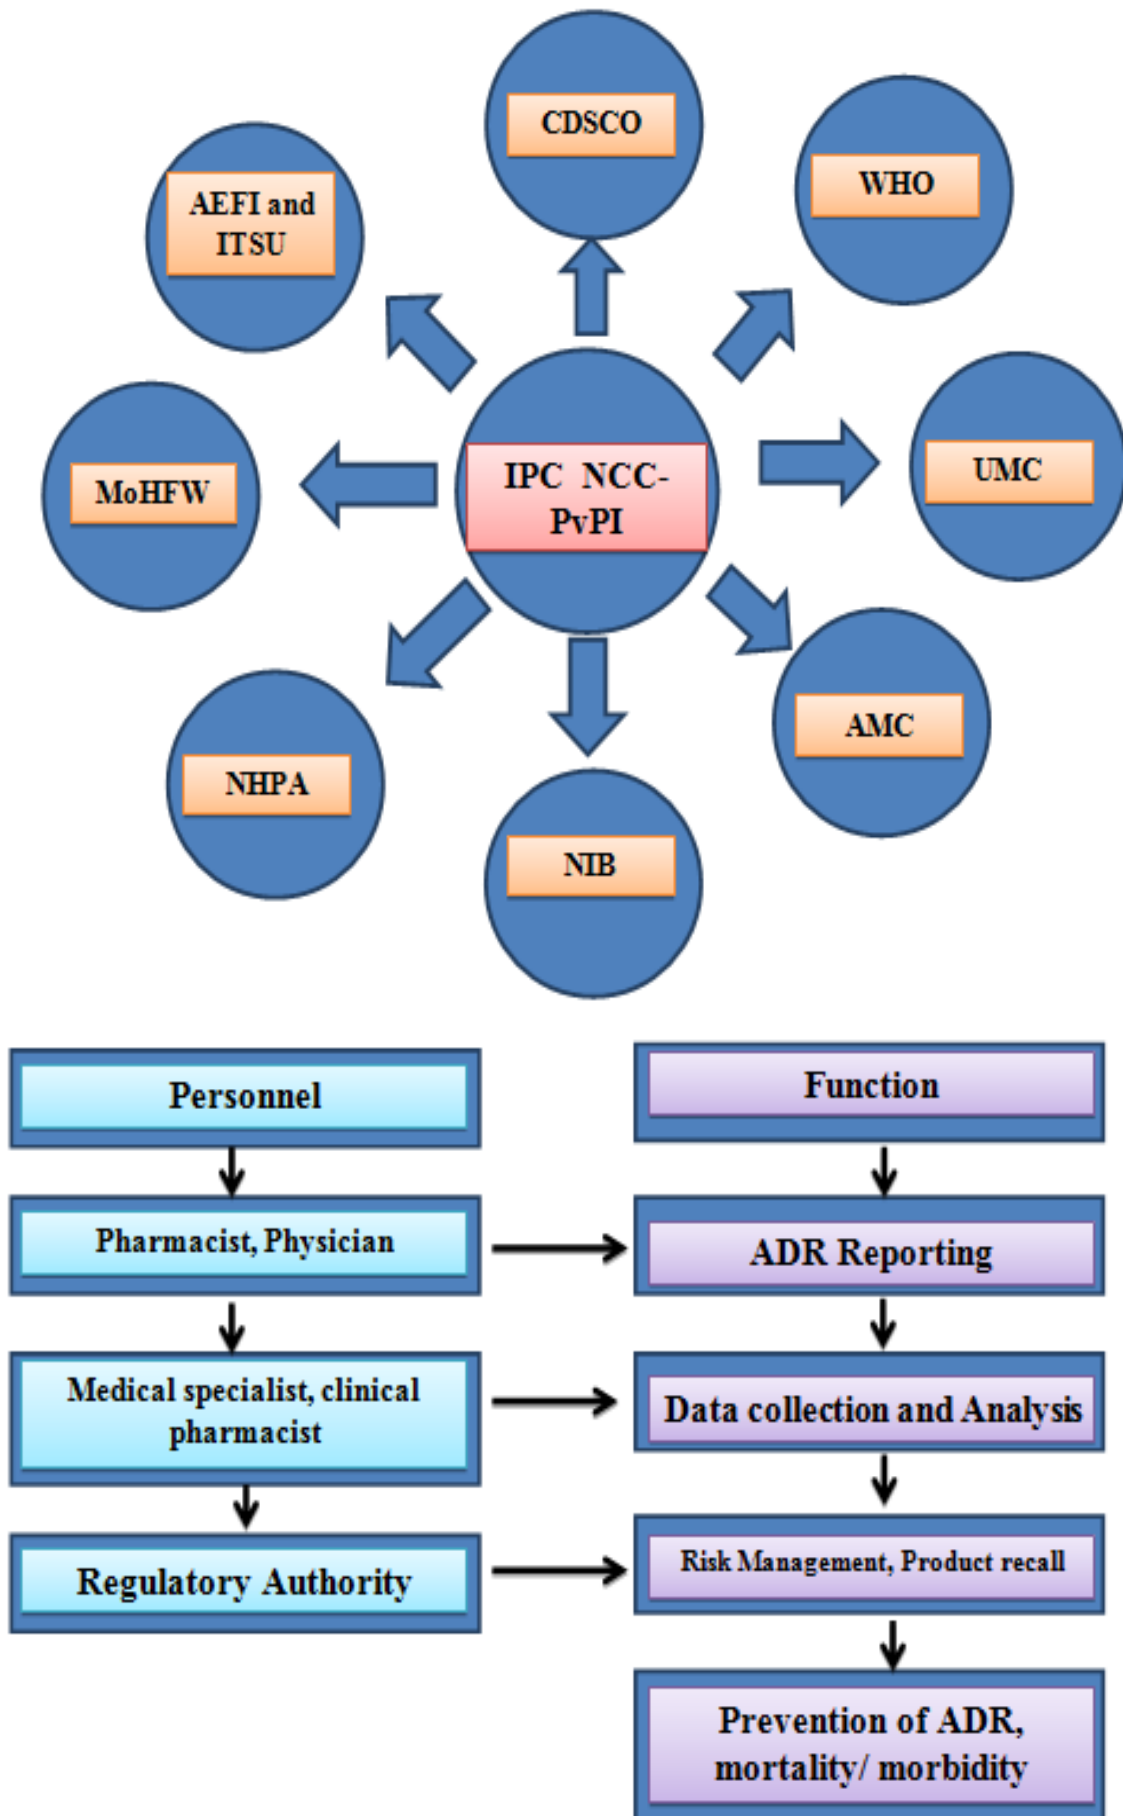 CDSCO
WHO
AEFI and
ITSU
UMC
MoHFW
IPC NCC-
PvPI
AMC
NHPA
NIB
Personnel
Function
Pharmacist, Physician
ADR Reporting
Medical specialist, clinical
pharmacist
Data collection and Analysis
Regulatory Authority
Risk Management, Product recall
Prevention of ADR,
mortality/ morbidity